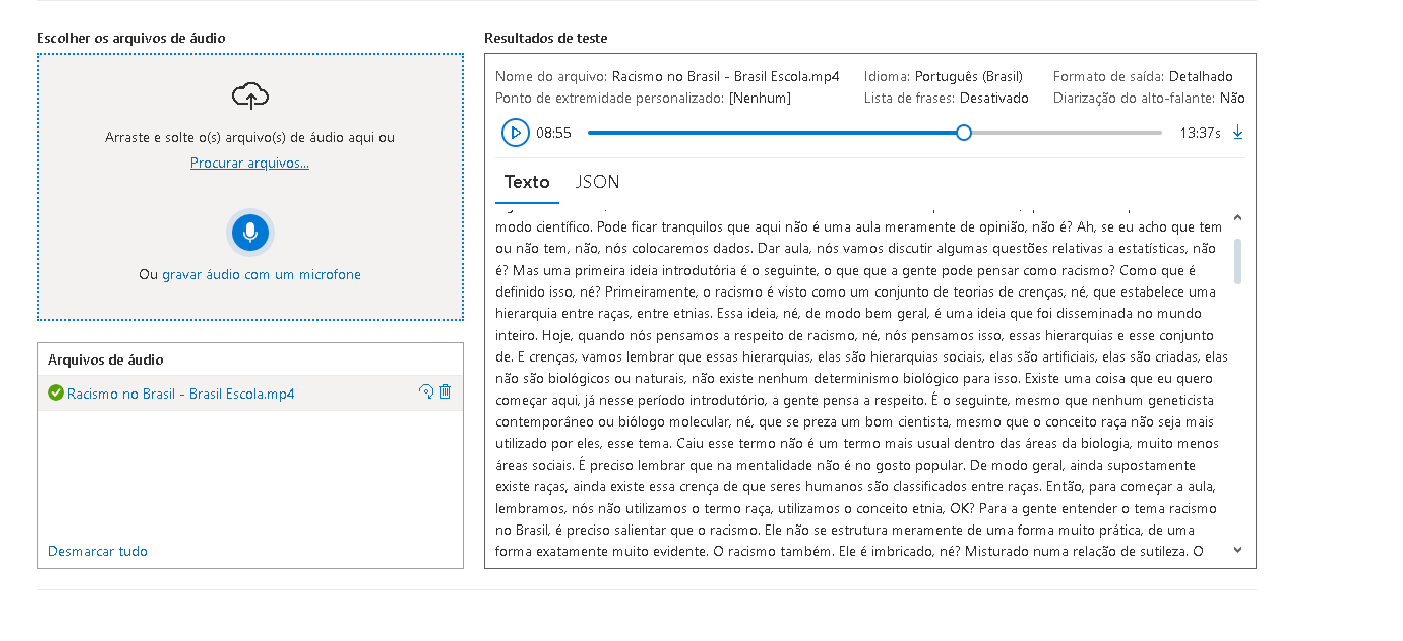 Escolher os arquivos de áudio
Arraste e solte o(s) arquivo(s) de áudio aqui ou
Procurar arquivos...
Ou gravar áudio com um microfone
Arquivos de áudio
Racismo no Brasil - Brasil Escola.mp4
Desmarcar tudo
Resultados de teste
Nome do arquivo: Racismo no Brasil - Brasil Escola.mp4 Idioma: Português (Brasil) Formato de saída: Detalhado
Ponto de extremidade personalizado: [Nenhum] Lista de frases: Desativado Diarização do alto-falante: Não
08:55 13:37s
Texto JSON
modo científico. Pode ficar tranquilos que aqui não é uma aula meramente de opinião, não é? Ah, se eu acho que tem
ou não tem, não, nós colocaremos dados. Dar aula, nós vamos discutir algumas questões relativas a estatísticas, não
é? Mas uma primeira ideia introdutória é o seguinte, o que que a gente pode pensar como racismo? Como que é
definido isso, né? Primeiramente, o racismo é visto como um conjunto de teorias de crenças, né, que estabelece uma
hierarquia entre raças, entre etnias. Essa ideia, né, de modo bem geral, é uma ideia que foi disseminada no mundo
inteiro. Hoje, quando nós pensamos a respeito de racismo, né, nós pensamos isso, essas hierarquias e esse conjunto
de. E crenças, vamos lembrar que essas hierarquias, elas são hierarquias sociais, elas são artificiais, elas são criadas, elas
não são biológicos ou naturais, não existe nenhum determinismo biológico para isso. Existe uma coisa que eu quero
começar aqui, já nesse período introdutório, a gente pensa a respeito. É o seguinte, mesmo que nenhum geneticista
contemporâneo ou biólogo molecular, né, que se preza um bom cientista, mesmo que o conceito raça não seja mais
utilizado por eles, esse tema. Caiu esse termo não é um termo mais usual dentro das áreas da biologia, muito menos
áreas sociais. É preciso lembrar que na mentalidade não é no gosto popular. De modo geral, ainda supostamente
existe raças, ainda existe essa crença de que seres humanos são classificados entre raças. Então, para começar a aula,
lembramos, nós não utilizamos o termo raça, utilizamos o conceito etnia, OK? Para a gente entender o tema racismo
no Brasil, é preciso salientar que o racismo. Ele não se estrutura meramente de uma forma muito prática, de uma
forma exatamente muito evidente. O racismo também. Ele é imbricado, né? Misturado numa relação de sutileza. O